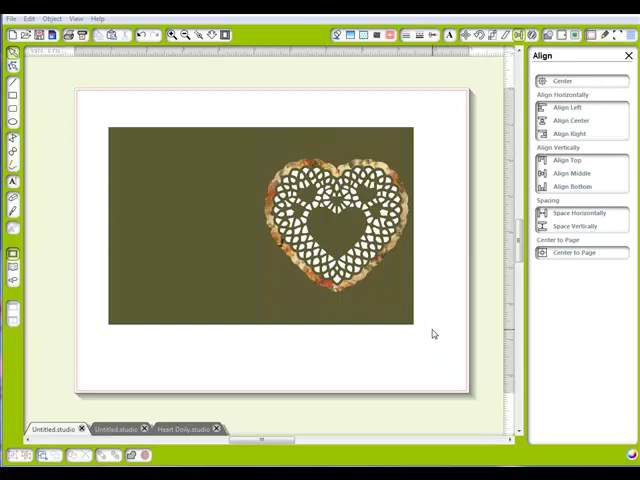 File Edit Object View Help
Align
Center
Align Horizontally
Align Left
Align Center
Align Right
Align Vertically
Align Top
Align Middle
Align Bottom
Spacing
Space Horizontally
Space Vertically
Center to Page
Center to Page
Untitled.studio
Untitled.studio
Heart Doily.studio